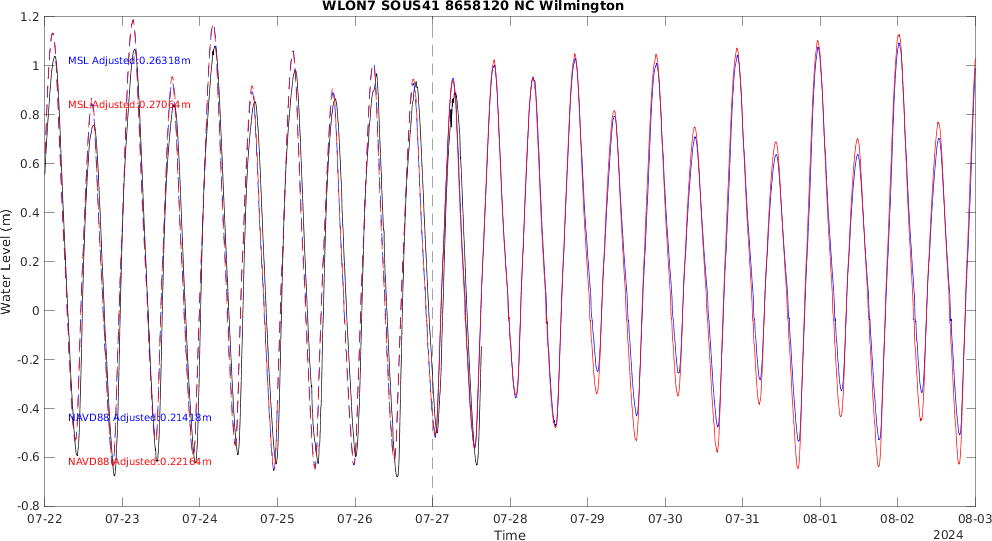 WLON7 SOUS41 8658120 NC Wilmington
1.2
1
0.8
0.6
0.4
0.2
0
-0.2
-0.4
-0.6
-0.8
Water Level (m)
MSL Adjusted:0.26318m
MSL Adjusted:0.27064m
NAVD88 Adjusted:0.21418m
NAVD88 Adjusted:0.22164m
07-22 07-23 07-24 07-25 07-26 07-27 07-28 07-29 07-30 07-31 08-01 08-02 08-03
Time
2024